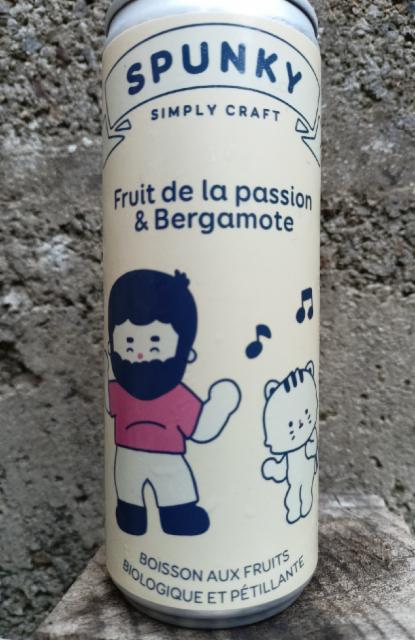 SPUNKY
SIMPLY CRAFT
Fruit de la passion
& Bergamote
BOISSON AUX FRUITS
BIOLOGIQUE ET PÉTILLANTE